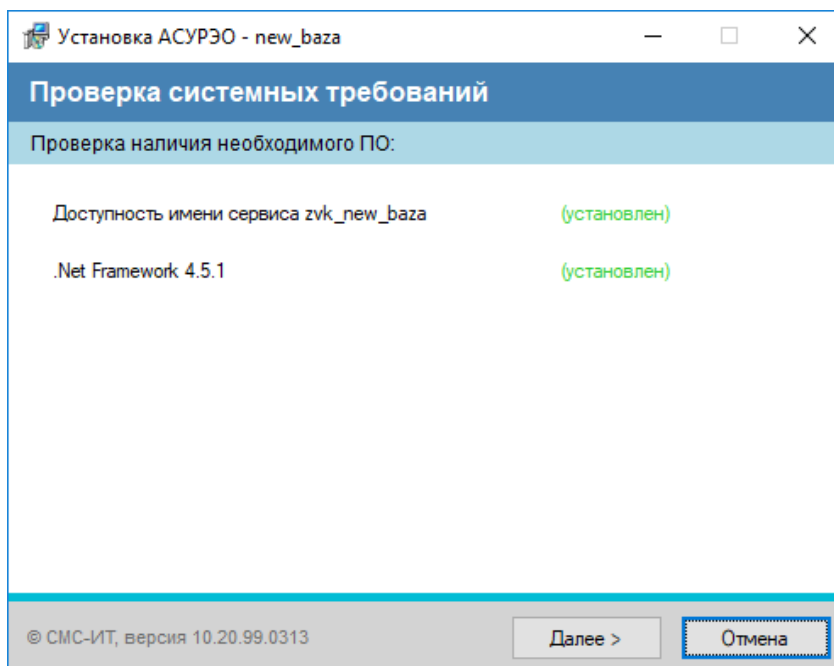 Установка АСУРЭО - new_baza
Проверка системных требований
Проверка наличия необходимого ПО:
Доступность имени сервиса zvk_new_baza (установлен)
.Net Framework 4.5.1 (установлен)
© СМС-ИТ, версия 10.20.99.0313 Далее > Отмена